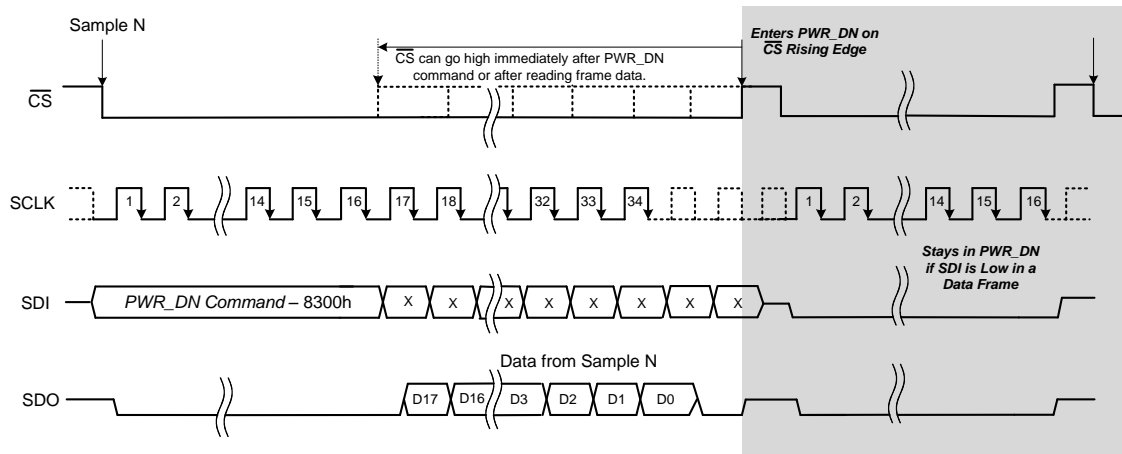 Sample N
CS can go high immediately after PWR_DN
command or after reading frame data.
Enters PWR_DN on
CS Rising Edge
CS
SCLK
1 2 14 15 16 17 18 32 33 34 1 2 14 15 16
Stays in PWR_DN
if SDI is Low in a
Data Frame
SDI
PWR_DN Command – 8300h X X X X X X X X
Data from Sample N
SDO
D17 D16 D3 D2 D1 D0